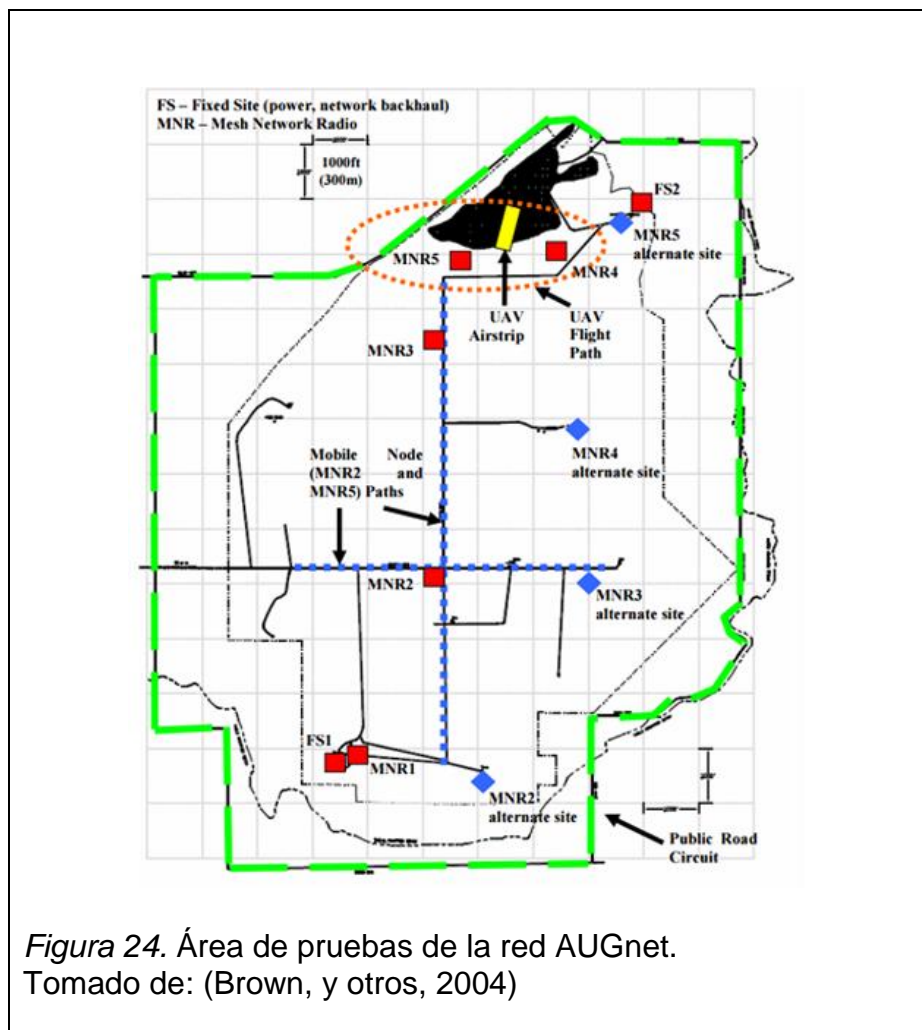 FS – Fixed Site (power, network backhaul)
MNR – Mesh Network Radio
1000ft
(300m)
FS2
MNR5
alternate site
MNR5
MNR4
UAV
Airstrip
UAV
Flight
Path
MNR3
MNR4
alternate site
Mobile Node
(MNR2 and
MNR5) Paths
MNR2
MNR3
alternate site
FS1
MNR1
MNR2
alternate site
Public Road
Circuit
Figura 24. Área de pruebas de la red AUGnet.
Tomado de: (Brown, y otros, 2004)